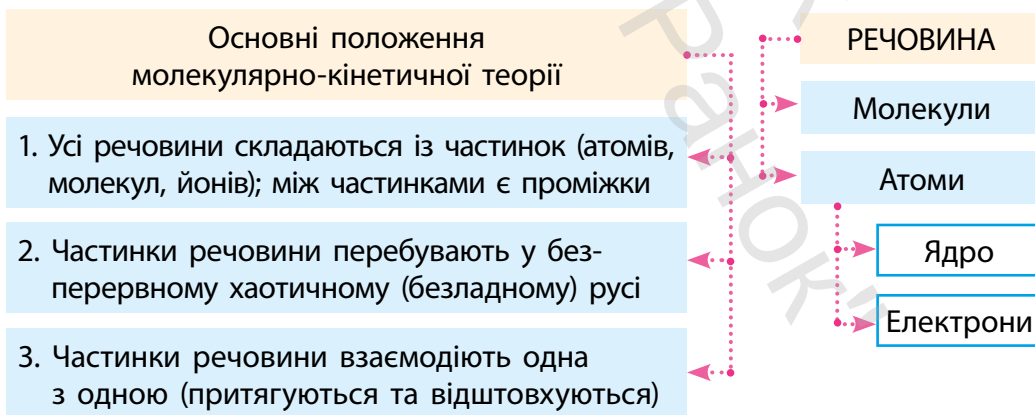 Основні положення
молекулярно-кінетичної теорії
1. Усі речовини складаються із частинок (атомів,
молекул, йонів); між частинками є проміжки
2. Частинки речовини перебувають у без-
перервному хаотичному (безладному) русі
3. Частинки речовини взаємодіють одна
з одною (притягуються та відштовхуються)
РЕЧОВИНА
Молекули
Атоми
Ядро
Електрони
Ранок"